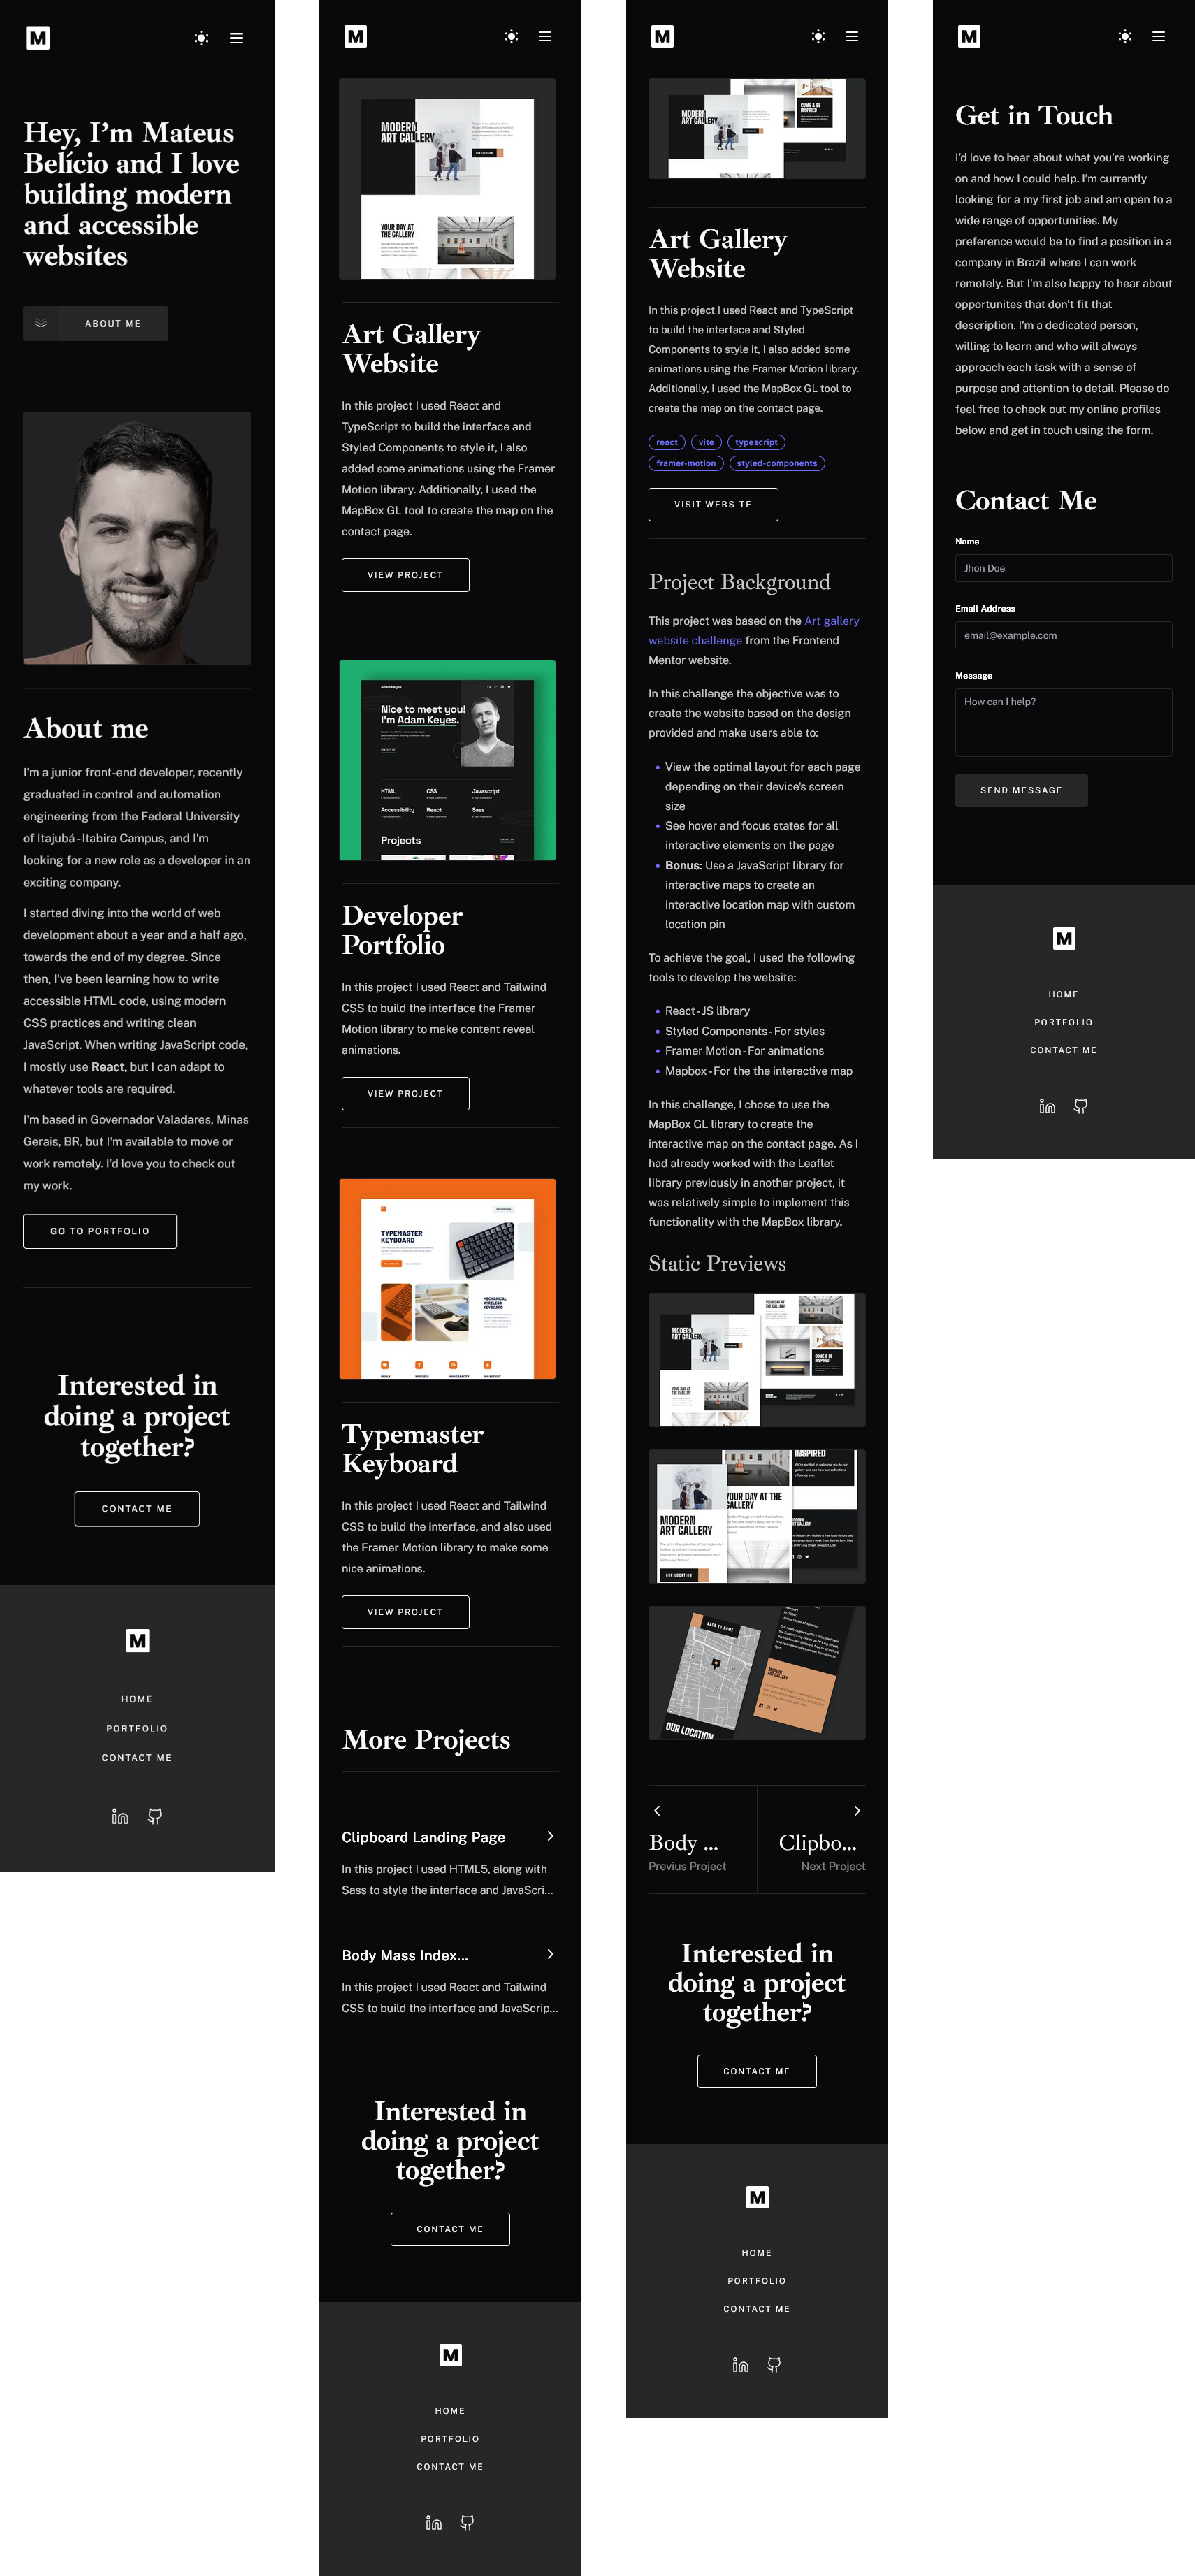 M
Hey, I’m Mateus
Belício and I love
building modern
and accessible
websites
ABOUT ME
About me
I'm a junior front-end developer, recently
graduated in control and automation
engineering from the Federal University
of Itajubá - Itabira Campus, and I'm
looking for a new role as a developer in an
exciting company.
I started diving into the world of web
development about a year and a half ago,
towards the end of my degree. Since
then, I've been learning how to write
accessible HTML code, using modern
CSS practices and writing clean
JavaScript. When writing JavaScript code,
I mostly use React, but I can adapt to
whatever tools are required.
I'm based in Governador Valadares, Minas
Gerais, BR, but I'm available to move or
work remotely. I'd love you to check out
my work.
GO TO PORTFOLIO
Interested in
doing a project
together?
CONTACT ME
M
HOME
PORTFOLIO
CONTACT ME
M
MODERN
ART GALLERY
OUR LOCATION
YOUR DAY AT
THE GALLERY
Art Gallery
Website
In this project I used React and
TypeScript to build the interface and
Styled Components to style it, I also
added some animations using the Framer
Motion library. Additionally, I used the
MapBox GL tool to create the map on the
contact page.
VIEW PROJECT
adamkeyes
Nice to meet you!
I'm Adam Keyes.
CONTACT ME
HTML
CSS
Javascript
Accessibility
React
Sass
Projects
CONTACT ME
Developer
Portfolio
In this project I used React and Tailwind
CSS to build the interface the Framer
Motion library to make content reveal
animations.
VIEW PROJECT
TYPEMASTER
KEYBOARD
MECHANICAL
WIRELESS
KEYBOARD
Typemaster
Keyboard
In this project I used React and Tailwind
CSS to build the interface, and also used
the Framer Motion library to make some
nice animations.
VIEW PROJECT
More Projects
Clipboard Landing Page
In this project I used HTML5, along with
Sass to style the interface and JavaScri...
Body Mass Index...
In this project I used React and Tailwind
CSS to build the interface and JavaScrip...
Interested in
doing a project
together?
CONTACT ME
M
HOME
PORTFOLIO
CONTACT ME
M
MODERN
ART GALLERY
COME & BE
INSPIRED
Art Gallery
Website
In this project I used React and TypeScript
to build the interface and Styled
Components to style it, I also added some
animations using the Framer Motion library.
Additionally, I used the MapBox GL tool to
create the map on the contact page.
react vite typescript
framer-motion styled-components
VISIT WEBSITE
Project Background
This project was based on the Art gallery
website challenge from the Frontend
Mentor website.
In this challenge the objective was to
create the website based on the design
provided and make users able to:
• View the optimal layout for each page
depending on their device's screen
size
• See hover and focus states for all
interactive elements on the page
• Bonus: Use a JavaScript library for
interactive maps to create an
interactive location map with custom
location pin
To achieve the goal, I used the following
tools to develop the website:
• React - JS library
• Styled Components - For styles
• Framer Motion - For animations
• Mapbox - For the the interactive map
In this challenge, I chose to use the
MapBox GL library to create the
interactive map on the contact page. As I
had already worked with the Leaflet
library previously in another project, it
was relatively simple to implement this
functionality with the MapBox library.
Static Previews
MODERN
ART GALLERY
YOUR DAY AT
THE GALLERY
YOUR DAY AT
THE GALLERY
COME & BE
INSPIRED
MODERN
ART GALLERY
OUR LOCATION
YOUR DAY AT THE
GALLERY
INSPIRED
MODERN
ART GALLERY
BACK TO HOME
OUR LOCATION
MODERN
ART GALLERY
Body ...
Previus Project
Clipbo...
Next Project
Interested in
doing a project
together?
CONTACT ME
M
HOME
PORTFOLIO
CONTACT ME
M
Get in Touch
I'd love to hear about what you're working
on and how I could help. I'm currently
looking for a my first job and am open to a
wide range of opportunities. My
preference would be to find a position in a
company in Brazil where I can work
remotely. But I'm also happy to hear about
opportunites that don't fit that
description. I'm a dedicated person,
willing to learn and who will always
approach each task with a sense of
purpose and attention to detail. Please do
feel free to check out my online profiles
below and get in touch using the form.
Contact Me
Name
Jhon Doe
Email Address
email@example.com
Message
How can I help?
SEND MESSAGE
M
HOME
PORTFOLIO
CONTACT ME